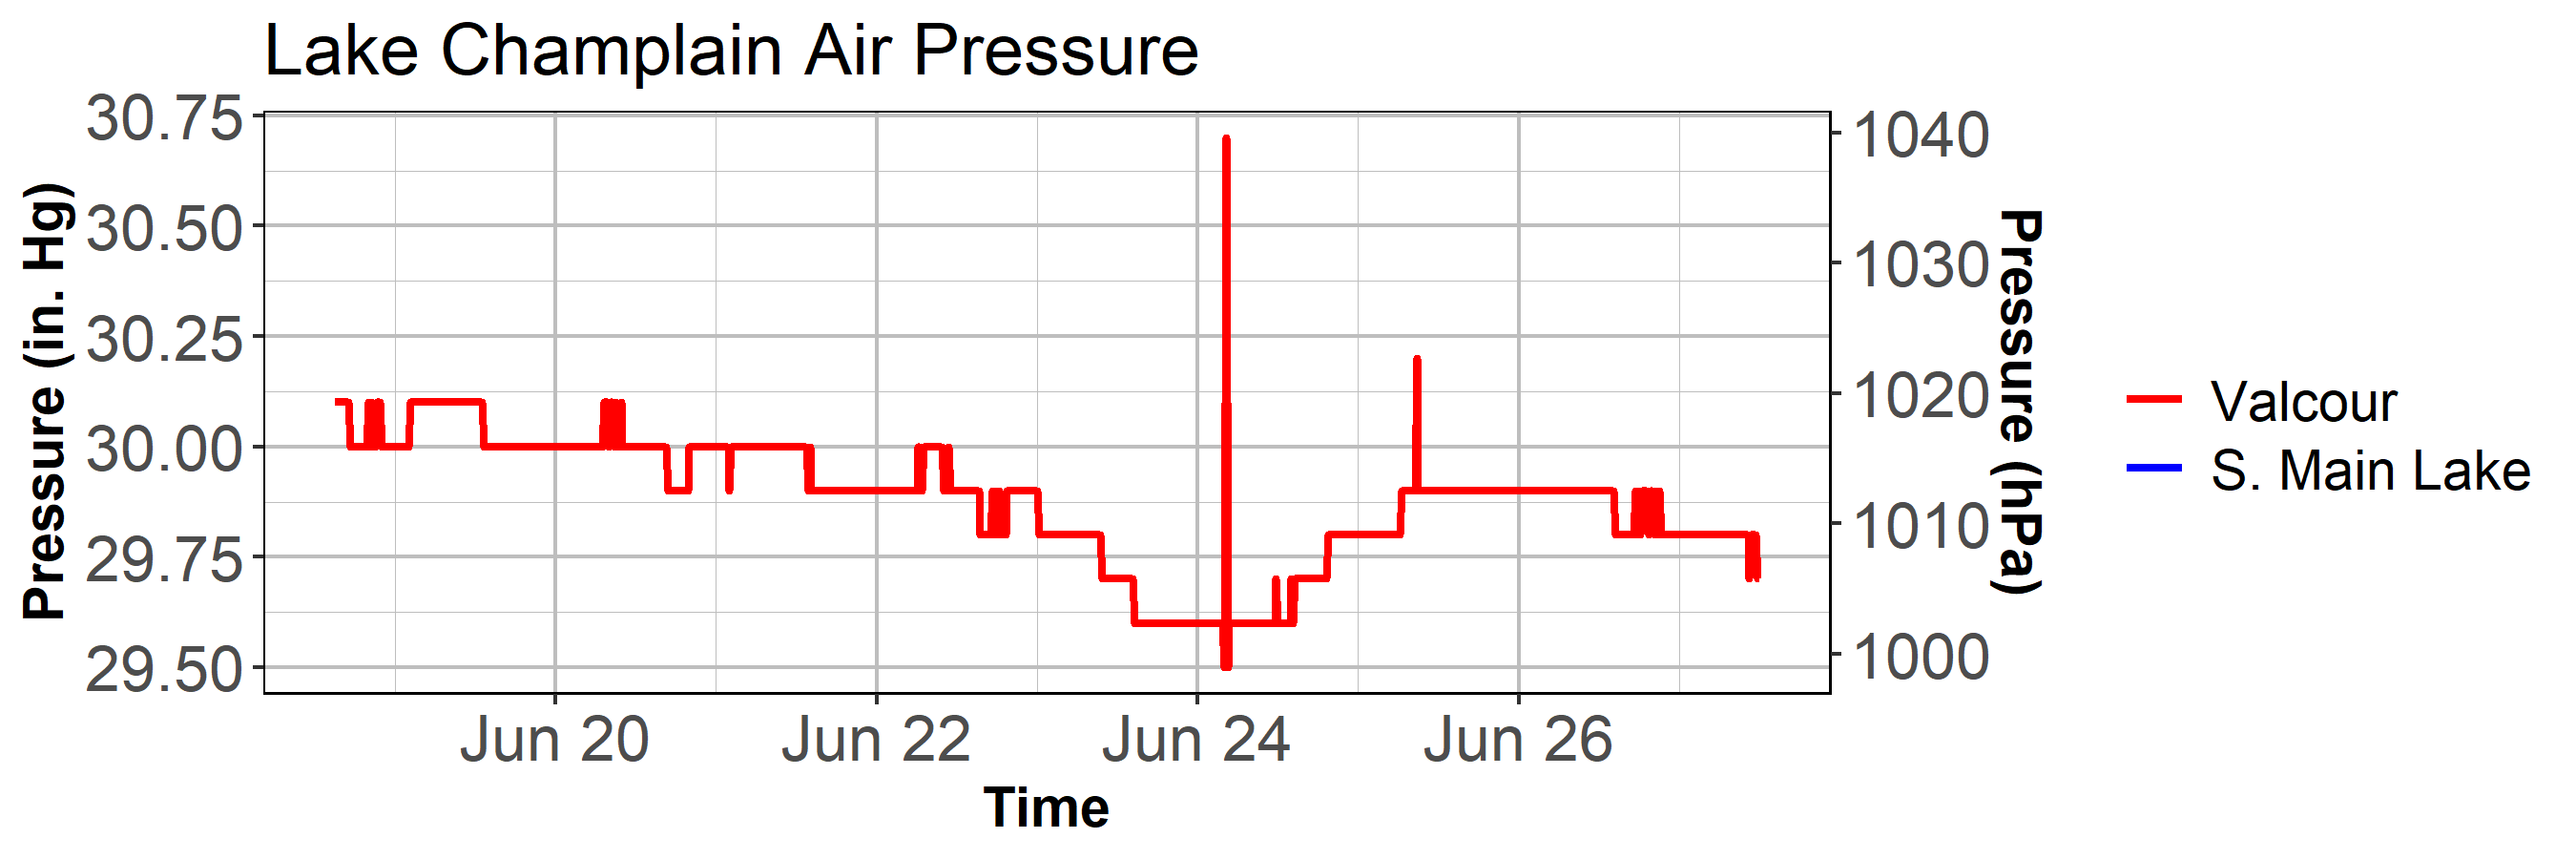 Lake Champlain Air Pressure
Pressure (in. Hg)
30.75
30.50
30.25
30.00
29.75
29.50
1040
1030
1020
1010
1000
Pressure (hPa)
Jun 20
Jun 22
Jun 24
Jun 26
Time
Valcour
S. Main Lake